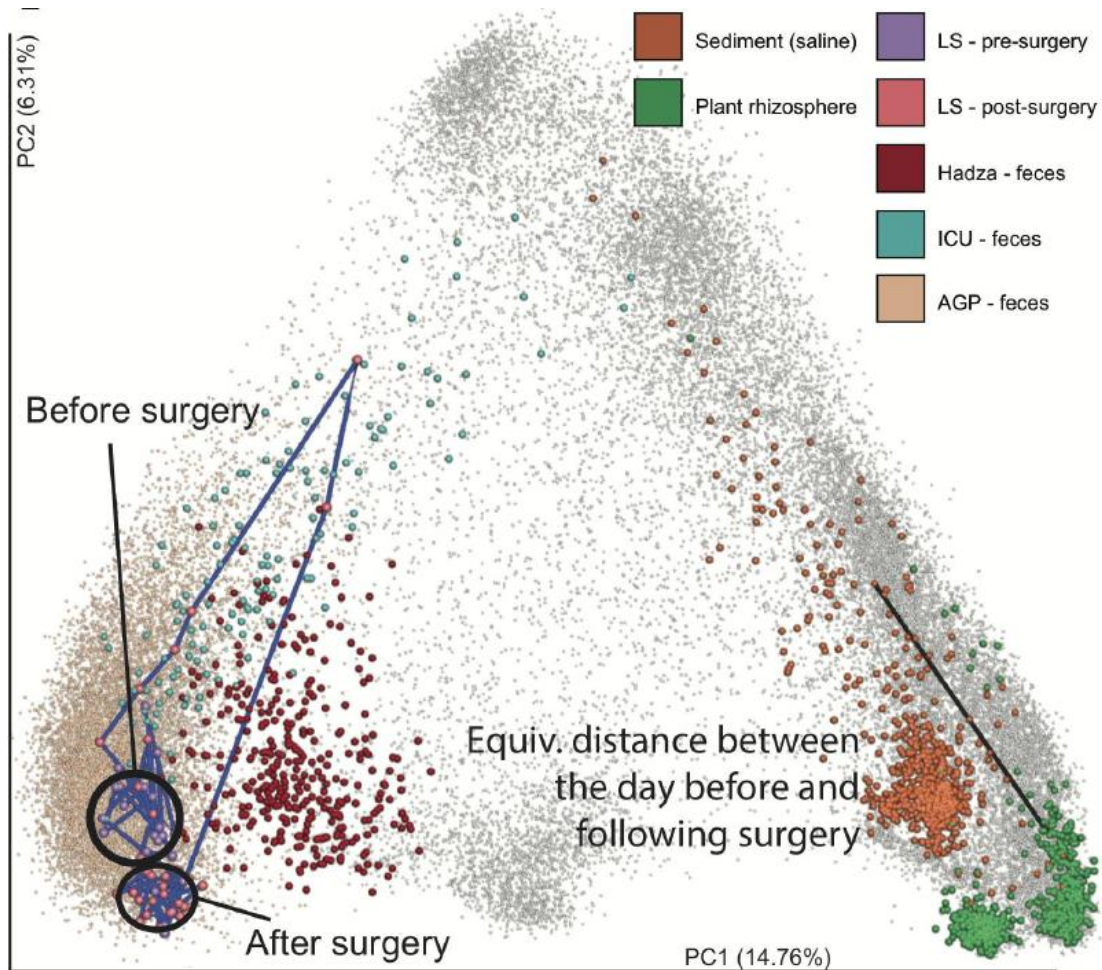 PC2 (6.31%)
Sediment (saline)
Plant rhizosphere
LS - pre-surgery
LS - post-surgery
Hadza - feces
ICU - feces
AGP - feces
Before surgery
Equiv. distance between
the day before and
following surgery
After surgery
PC1 (14.76%)